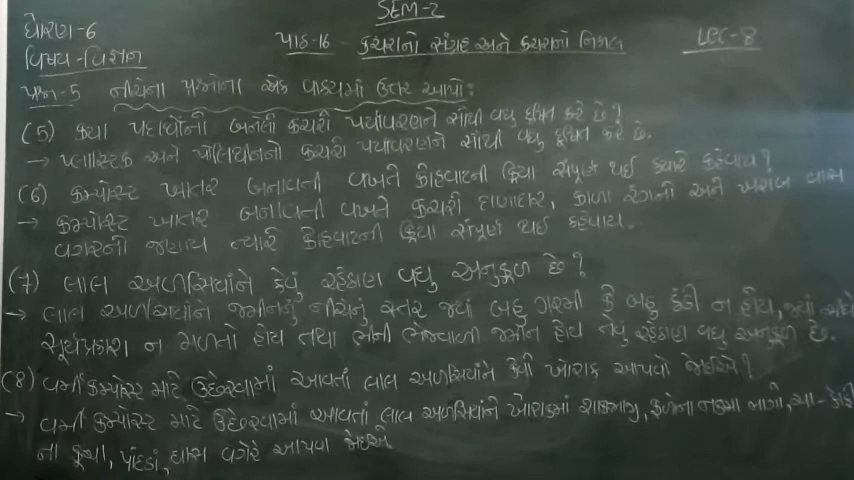 SEM-2
ધોરણ-6
પાઠ-16 - કચરાનો સંગ્રહ અને કચરાનો નિકાલ
LEC-8
વિષય-વિજ્ઞાન
પ્રશ્ન-5 નીચેના પ્રશ્નોના એક વાક્યમાં ઉત્તર આપો:
(5) કયા પદાર્થોનો બનેલો કચરો પર્યાવરણને સૌથી વધુ દૂષિત કરે છે?
→ પ્લાસ્ટિક અને પોલિથીનનો કચરો પર્યાવરણને સૌથી વધુ દૂષિત કરે છે.
(6) કમ્પોસ્ટ ખાતર બનાવતી વખતે કોહવાટની ક્રિયા સંપૂર્ણ થઈ ક્યારે કહેવાય?
→ કમ્પોસ્ટ ખાતર બનાવતી વખતે કચરો દાણાદાર, કાળા રંગનો અને ખરાબ વાસ
વગરનો જણાય ત્યારે કોહવાટની ક્રિયા સંપૂર્ણ થઈ કહેવાય.
(7) લાલ અળસિયાંને કેવું રહેઠાણ વધુ અનુકૂળ છે?
→ લાલ અળસિયાંને જમીનનું નીચેનું સ્તર જ્યાં બહુ ગરમી કે બહુ ઠંડી ન હોય, જ્યાં સીધો
સૂર્યપ્રકાશ ન મળતો હોય તથા ભીની ભેજવાળી જમીન હોય તેવું રહેઠાણ વધુ અનુકૂળ છે.
(8) વર્મી કમ્પોસ્ટ માટે ઉછેરવામાં આવતાં લાલ અળસિયાંને કેવો ખોરાક આપવો જોઈએ?
→ વર્મી કમ્પોસ્ટ માટે ઉછેરવામાં આવતાં લાલ અળસિયાંને ખોરાકમાં શાકભાજી, ફળોના નકામા ભાગો, ચા-કોફી
ના કૂચા, પાંદડાં, ઘાસ વગેરે આપવા જોઈએ.